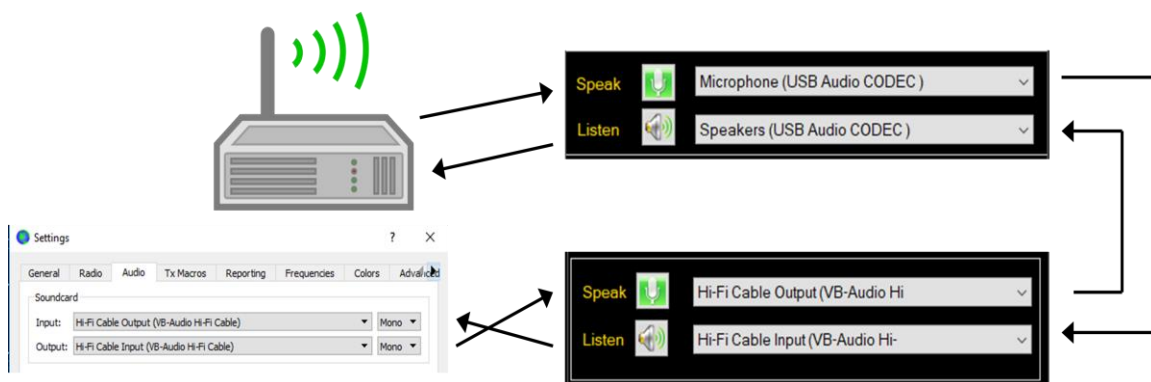 Speak Microphone (USB Audio CODEC )
Listen Speakers (USB Audio CODEC )
Settings ? ×
General Radio Audio Tx Macros Reporting Frequencies Colors Advanced
Soundcard
Input: Hi-Fi Cable Output (VB-Audio Hi-Fi Cable) Mono
Output: Hi-Fi Cable Input (VB-Audio Hi-Fi Cable) Mono
Speak Hi-Fi Cable Output (VB-Audio Hi
Listen Hi-Fi Cable Input (VB-Audio Hi-